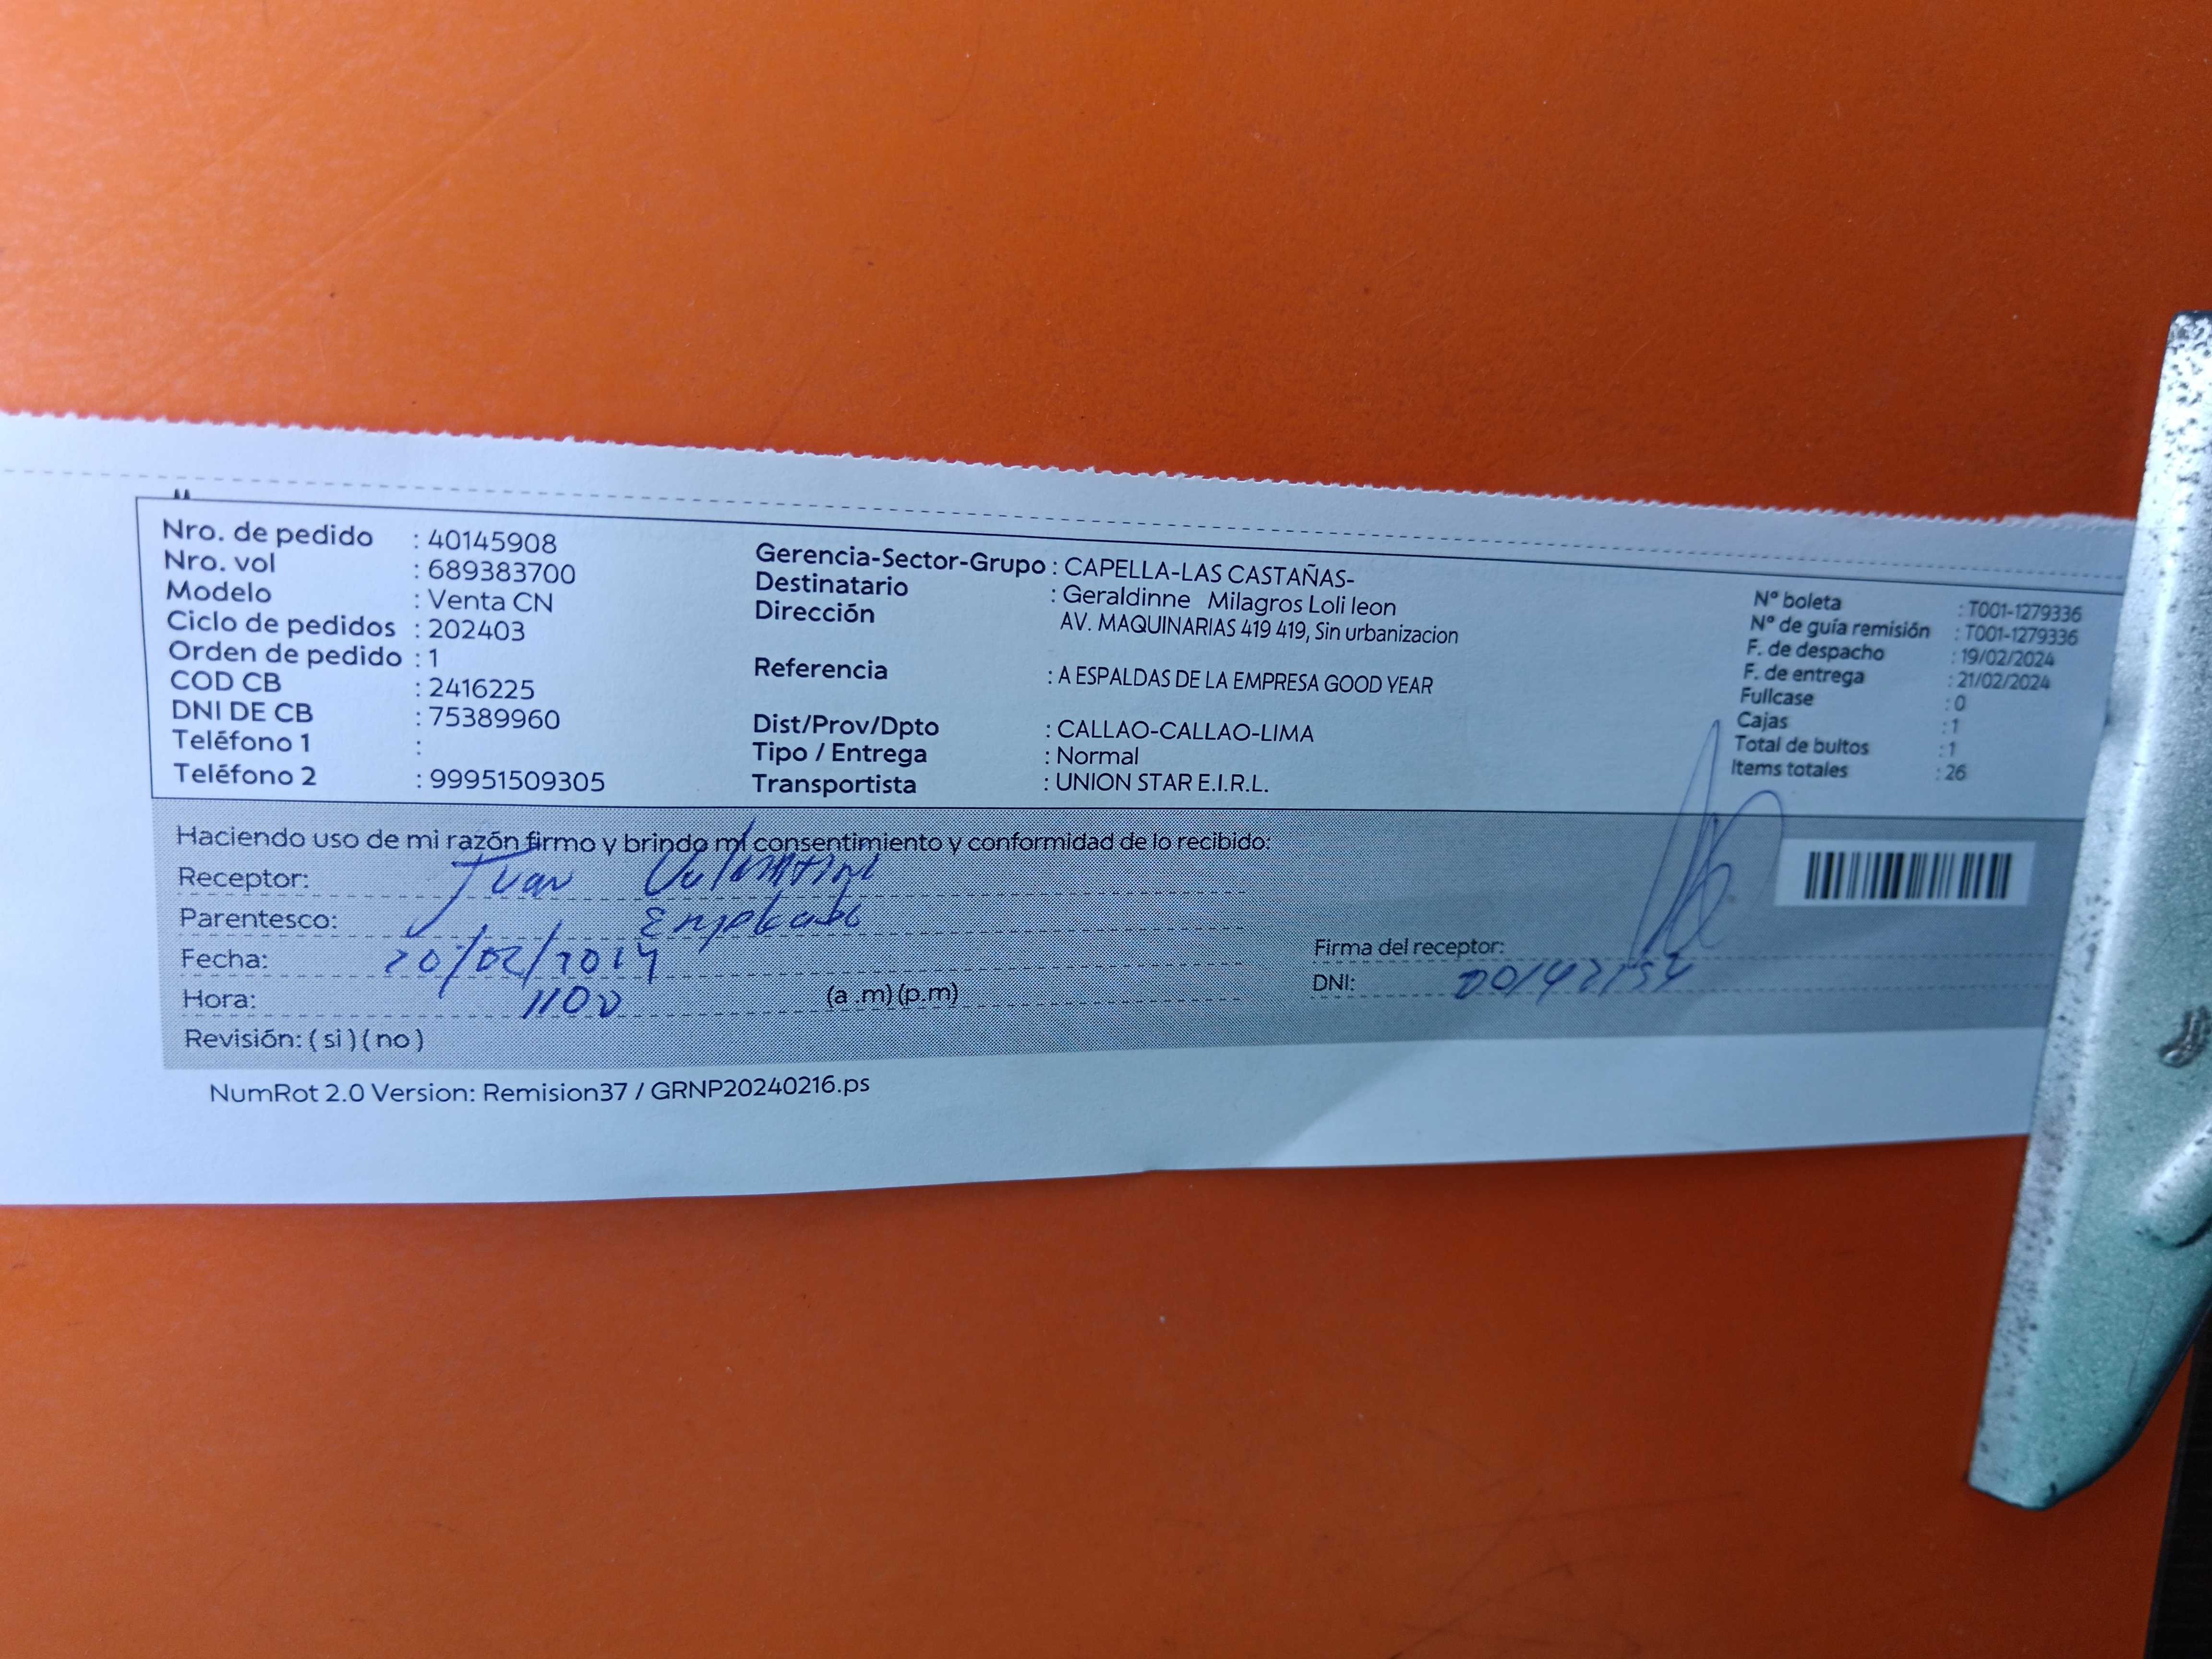 Nro. de pedido : 40145908
Nro. vol : 689383700
Modelo : Venta CN
Ciclo de pedidos : 202403
Orden de pedido : 1
COD CB : 2416225
DNI DE CB : 75389960
Teléfono 1 :
Teléfono 2 : 99951509305
Gerencia-Sector-Grupo : CAPELLA-LAS CASTAÑAS-
Destinatario : Geraldinne Milagros Loli leon
Dirección AV. MAQUINARIAS 419 419, Sin urbanizacion
Referencia : A ESPALDAS DE LA EMPRESA GOOD YEAR
Dist/Prov/Dpto : CALLAO-CALLAO-LIMA
Tipo / Entrega : Normal
Transportista : UNION STAR E.I.R.L.
N° boleta : T001-1279336
N° de guía remisión : T001-1279336
F. de despacho : 19/02/2024
F. de entrega : 21/02/2024
Fullcase : 0
Cajas : 1
Total de bultos : 1
Items totales : 26
Haciendo uso de mi razón firmo y brindo mi consentimiento y conformidad de lo recibido:
Receptor: Juan
Parentesco: Empleado
Fecha: 20/02/2024
Hora: 1100 (a .m) (p.m)
Revisión: ( si ) ( no )
Firma del receptor:
DNI:
NumRot 2.0 Version: Remision37 / GRNP20240216.ps